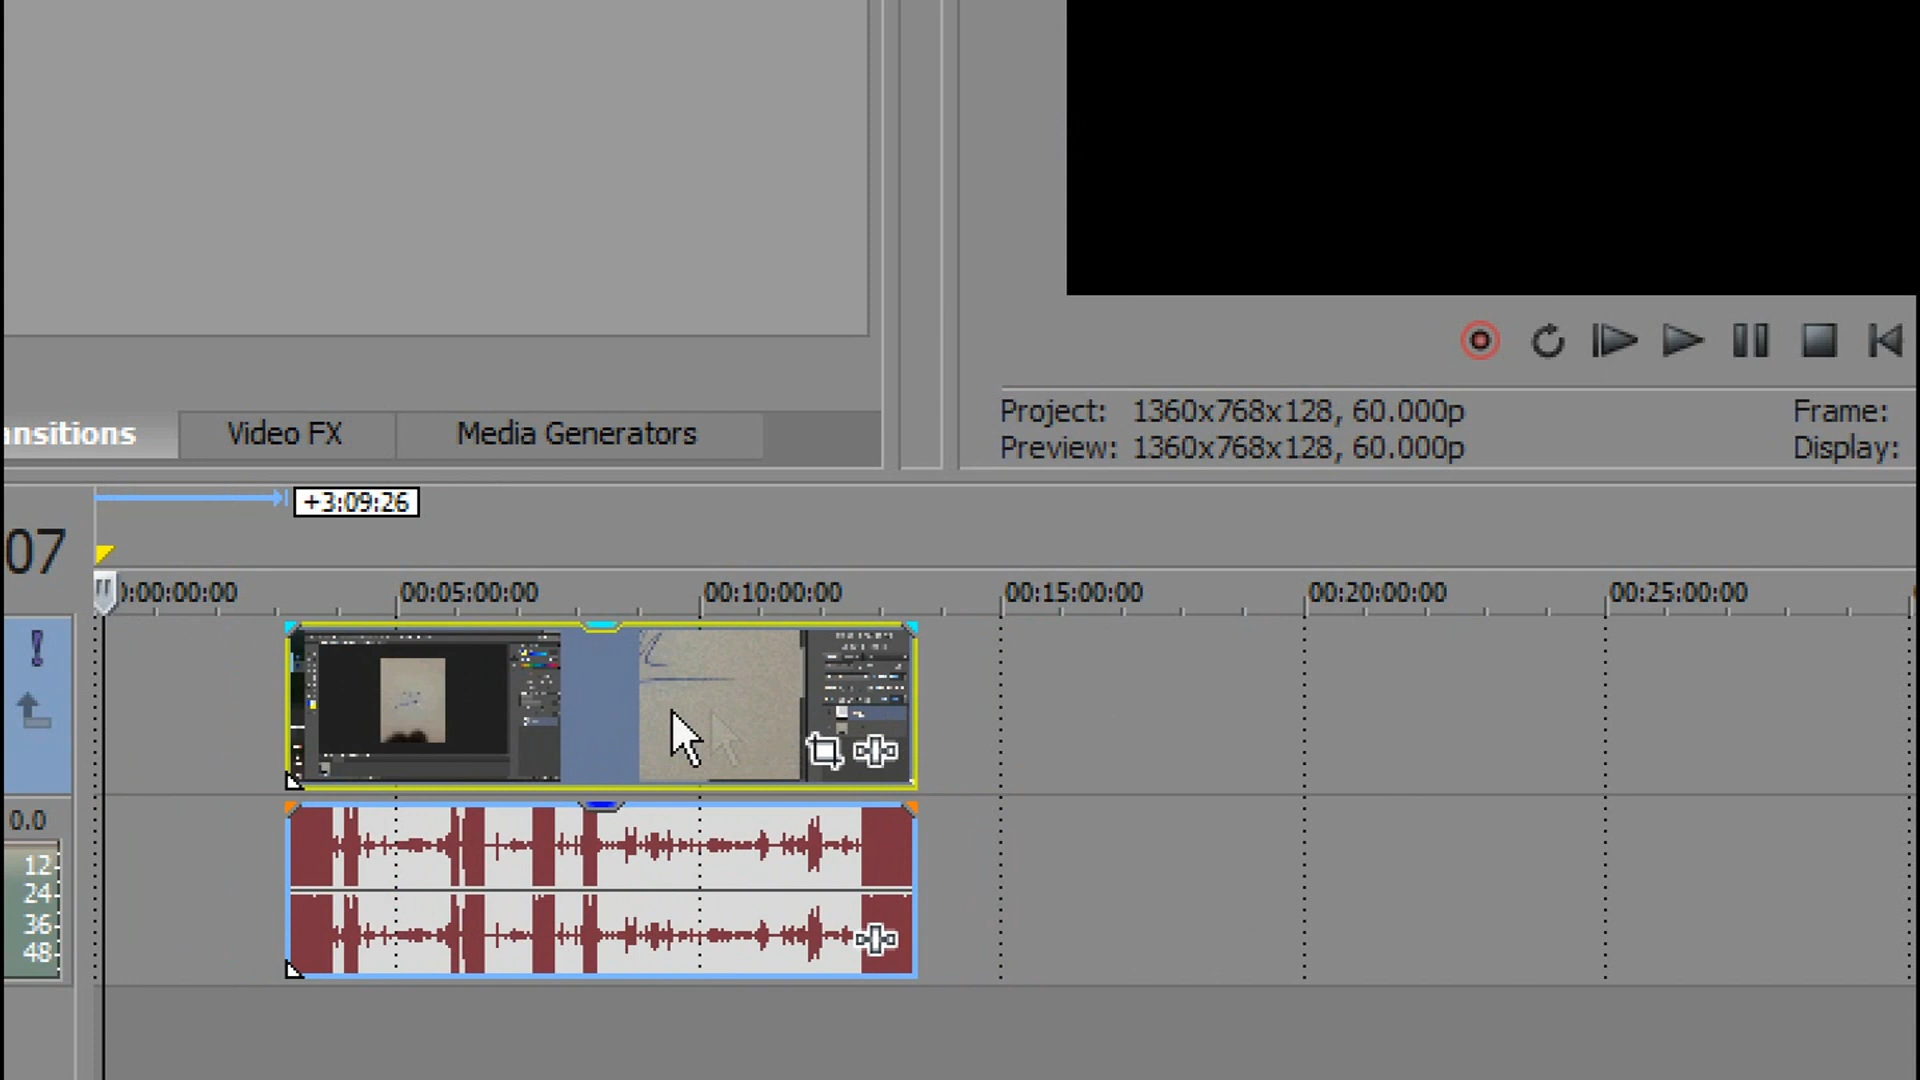 ansitions
Video FX
Media Generators
Project: 1360x768x128, 60.000p
Preview: 1360x768x128, 60.000p
Frame:
Display:
+3:09:26
07
:00:00:00
00:05:00:00
00:10:00:00
00:15:00:00
00:20:00:00
00:25:00:00
0.0
12
24
36
48